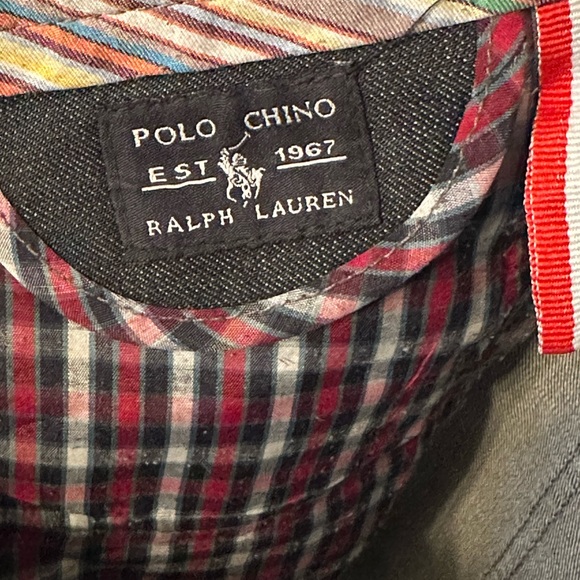 POLO CHINO
EST 1967
RALPH LAUREN